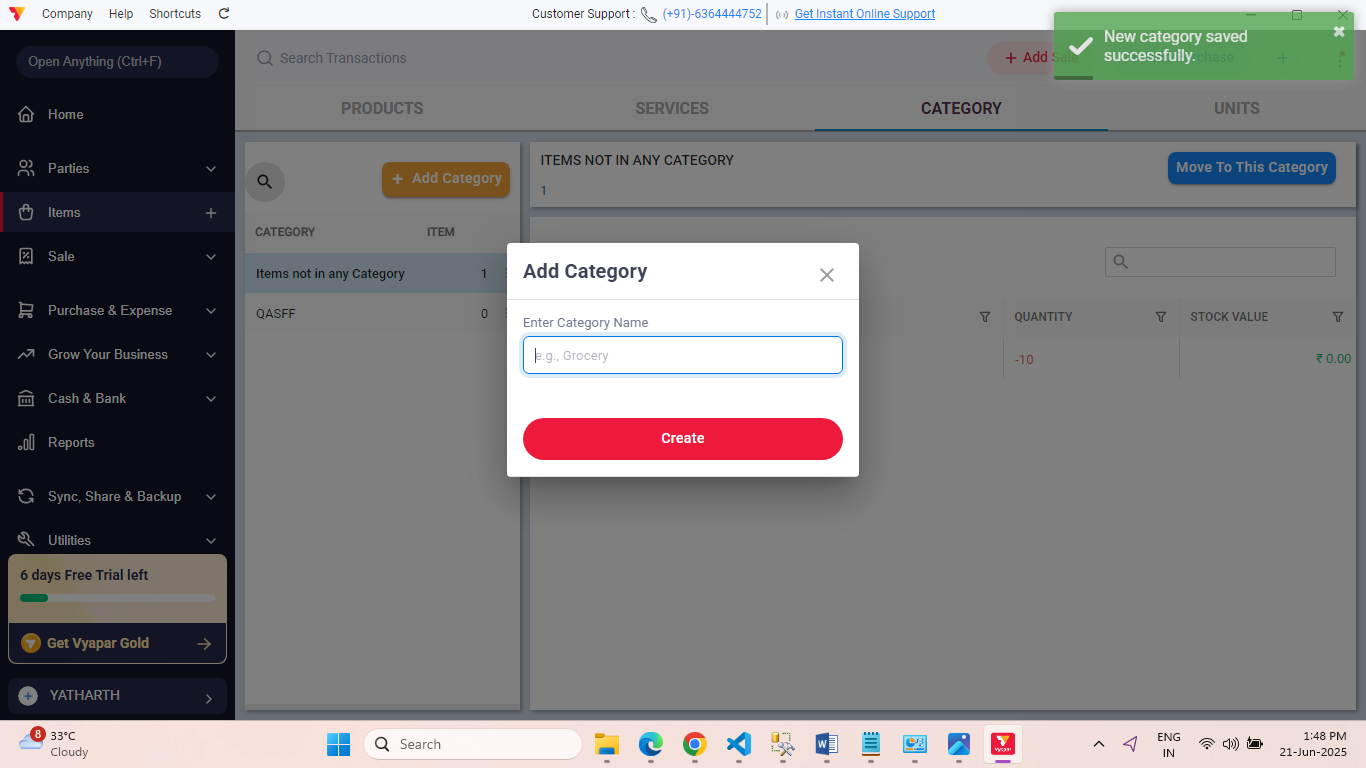 Company Help Shortcuts
Customer Support : (+91)-6364444752 Get Instant Online Support
New category saved
successfully.
Open Anything (Ctrl+F)
Search Transactions
Add Sale
Home
Parties
Items
Sale
Purchase & Expense
Grow Your Business
Cash & Bank
Reports
Sync, Share & Backup
Utilities
6 days Free Trial left
Get Vyapar Gold
YATHARTH
PRODUCTS SERVICES CATEGORY UNITS
+ Add Category
CATEGORY ITEM
Items not in any Category 1
QASFF 0
ITEMS NOT IN ANY CATEGORY
1
Move To This Category
QUANTITY STOCK VALUE
-10 ₹ 0.00
Add Category
Enter Category Name
e.g., Grocery
Create
8
33°C
Cloudy
Search
vyapar
ENG
IN
1:48 PM
21-Jun-2025